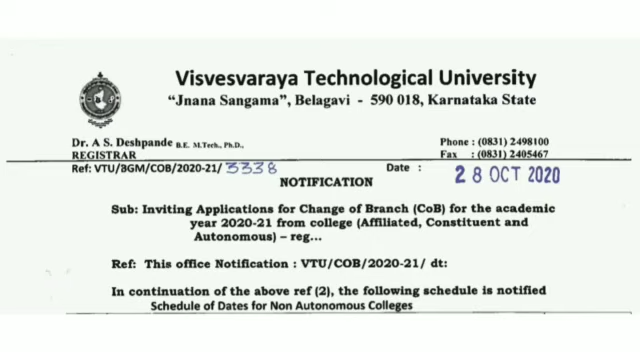 Visvesvaraya Technological University
"Jnana Sangama", Belagavi - 590 018, Karnataka State
Dr. A S. Deshpande B.E. M.Tech., Ph.D.,
REGISTRAR
Phone : (0831) 2498100
Fax : (0831) 2405467
Ref: VTU/BGM/COB/2020-21/ 3338
Date : 28 OCT 2020
NOTIFICATION
Sub: Inviting Applications for Change of Branch (CoB) for the academic
year 2020-21 from college (Affiliated, Constituent and
Autonomous) – reg...
Ref: This office Notification : VTU/COB/2020-21/ dt:
In continuation of the above ref (2), the following schedule is notified
Schedule of Dates for Non Autonomous Colleges